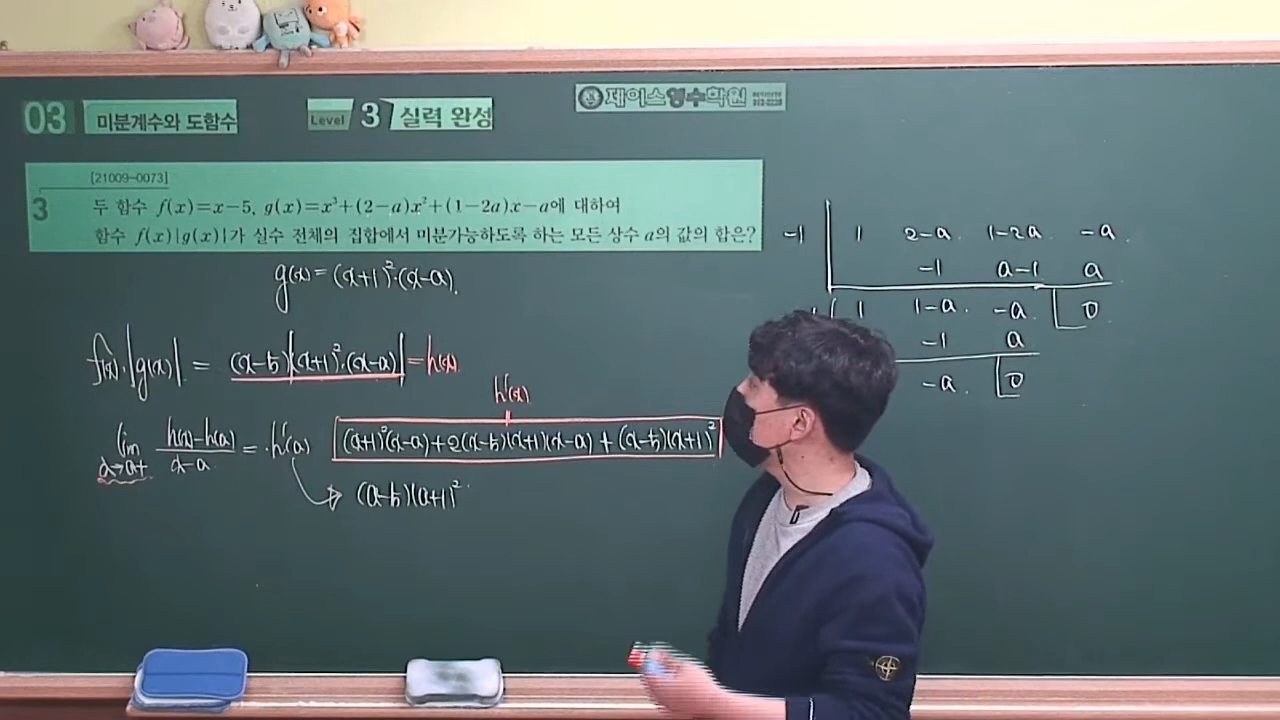 03 미분계수와 도함수 Level 3 실력 완성
제이스영수학원
[21009-0073]
3 두 함수 f(x)=x-5, g(x)=x³+(2-a)x²+(1-2a)x-a에 대하여
함수 f(x)|g(x)|가 실수 전체의 집합에서 미분가능하도록 하는 모든 상수 a의 값의 합은?
g(x) = (x+1)²·(x-a).
f(x)·|g(x)| = (x-5)|(x+1)²·(x-a)| = h(x)
h'(x)
lim x→a+ h(x)-h(a) / x-a = h'(a) (x+1)²(x-a)+2(x-5)(x+1)(x-a)+(x-5)(x+1)²
(a-5)(a+1)²
-1 1 2-a 1-2a -a
-1 a-1 a
1 1-a -a 0
-1 a
-a 0